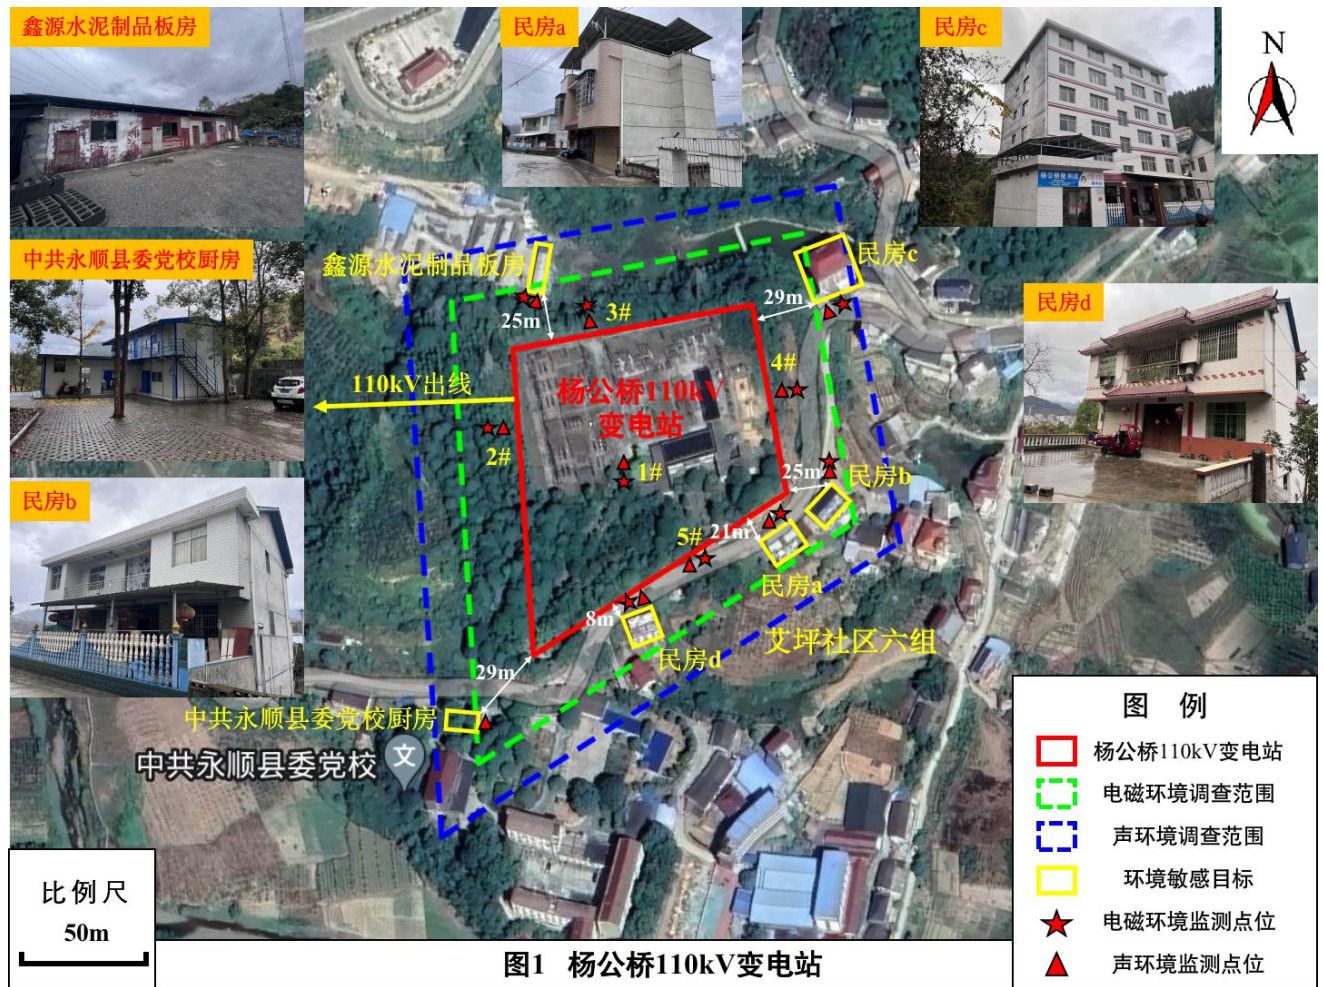 鑫源水泥制品板房
民房a
民房c
N
中共永顺县委党校厨房
鑫源水泥制品板房
民房c
29m
25m
3#
民房d
4#
110kV出线
杨公桥110kV
变电站
2#
1#
25m
民房b
民房b
21m
5#
民房a
8m
艾坪社区六组
民房d
29m
中共永顺县委党校厨房
中共永顺县委党校
文
图 例
杨公桥110kV变电站
电磁环境调查范围
声环境调查范围
环境敏感目标
电磁环境监测点位
声环境监测点位
比例尺
50m
图1 杨公桥110kV变电站